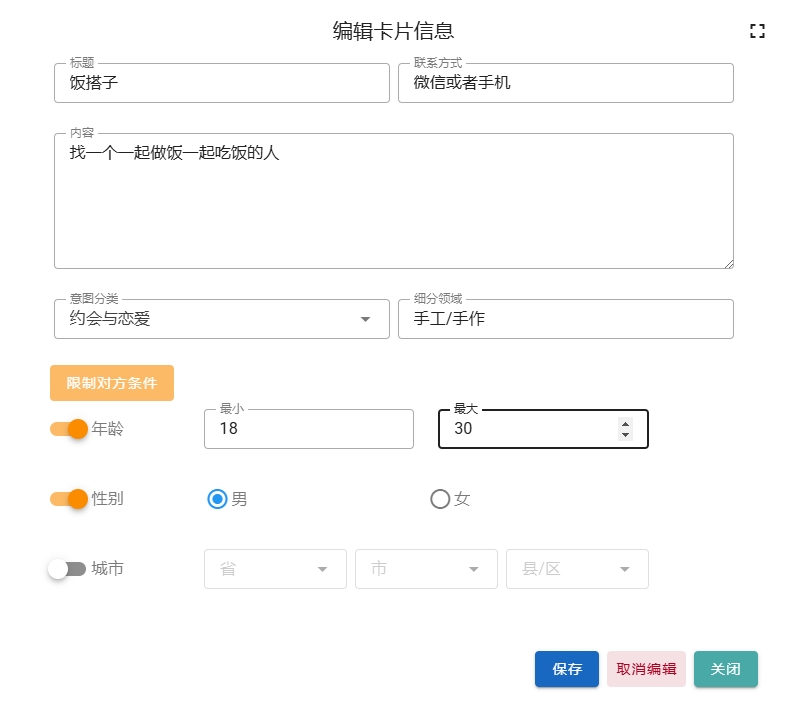 编辑卡片信息
标题 联系方式
饭搭子 微信或者手机
内容
找一个一起做饭一起吃饭的人
意图分类 细分领域
约会与恋爱 手工/手作
限制对方条件
最小 最大
年龄 18 30
性别 男 女
城市 省 市 县/区
保存 取消编辑 关闭